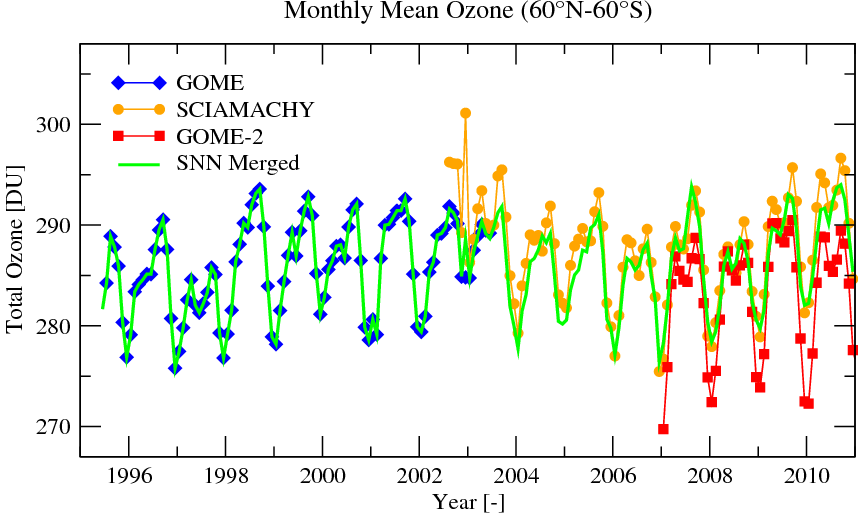 Monthly Mean Ozone (60°N-60°S)
GOME
SCIAMACHY
GOME-2
SNN Merged
Total Ozone [DU]
300
290
280
270
1996 1998 2000 2002 2004 2006 2008 2010
Year [-]